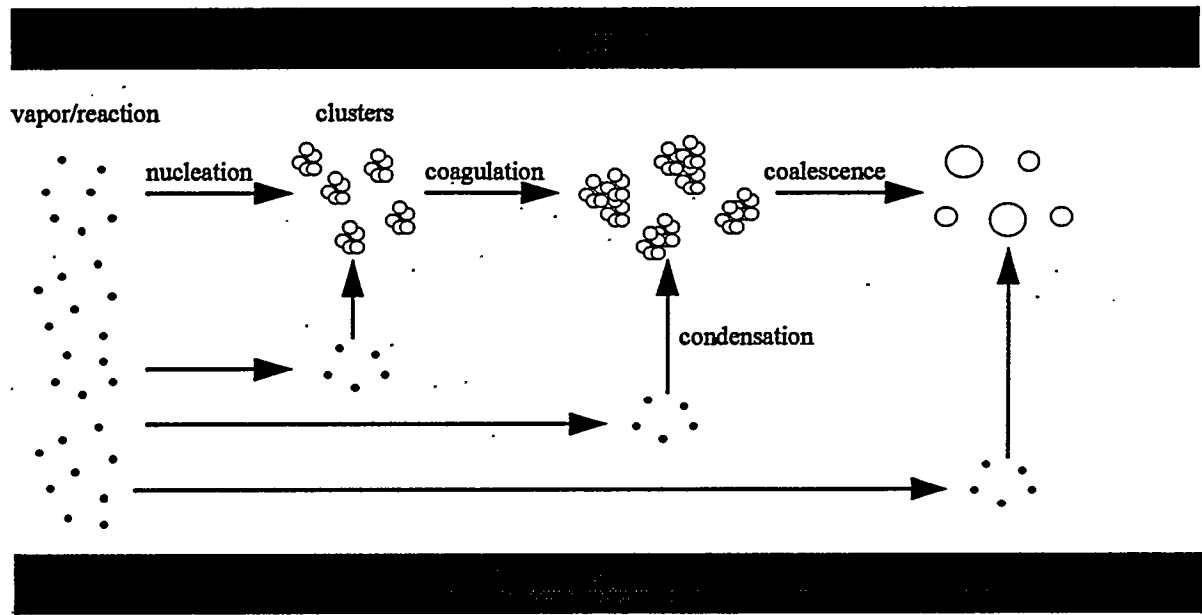 vapor/reaction
clusters
nucleation
coagulation
coalescence
condensation